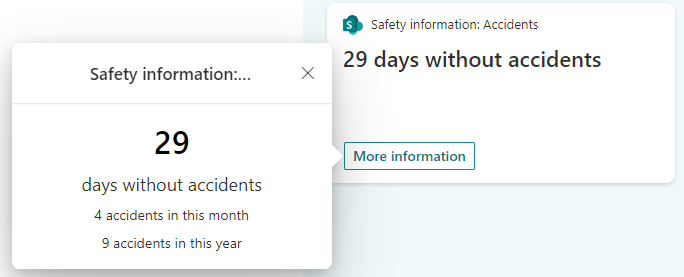 Safety information: Accidents
29 days without accidents
More information
Safety information:...
29
days without accidents
4 accidents in this month
9 accidents in this year